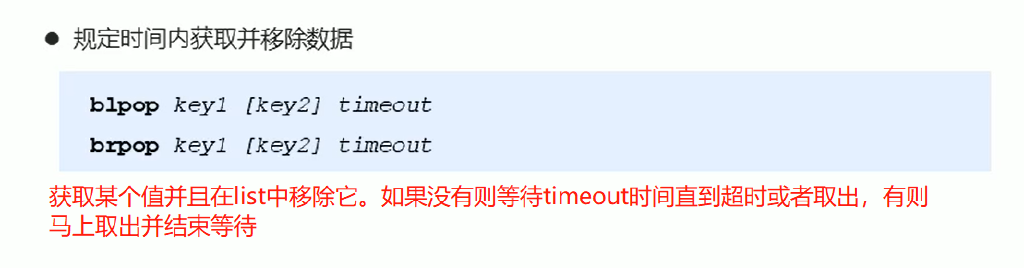 ● 规定时间内获取并移除数据
blpop key1 [key2] timeout
brpop key1 [key2] timeout
获取某个值并且在list中移除它。如果没有则等待timeout时间直到超时或者取出，有则
马上取出并结束等待